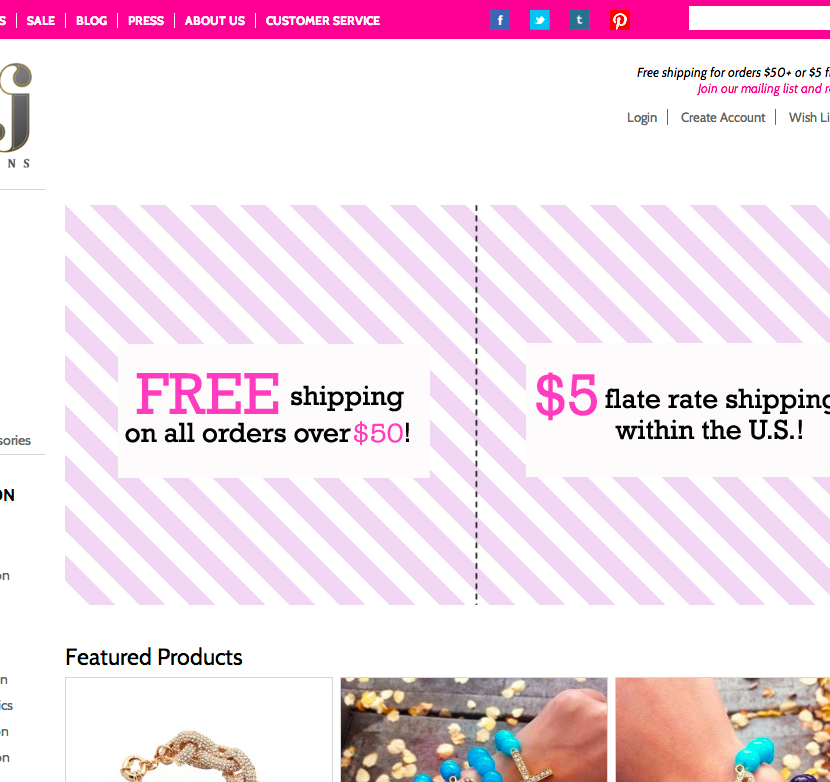 S SALE BLOG PRESS ABOUT US CUSTOMER SERVICE
f t
j
N S
Free shipping for orders $50+ or $5 f
Join our mailing list and r
Login Create Account Wish Li
FREE shipping
on all orders over $50!
$5 flate rate shipping
within the U.S.!
sories
ON
on
n
ics
n
on
Featured Products